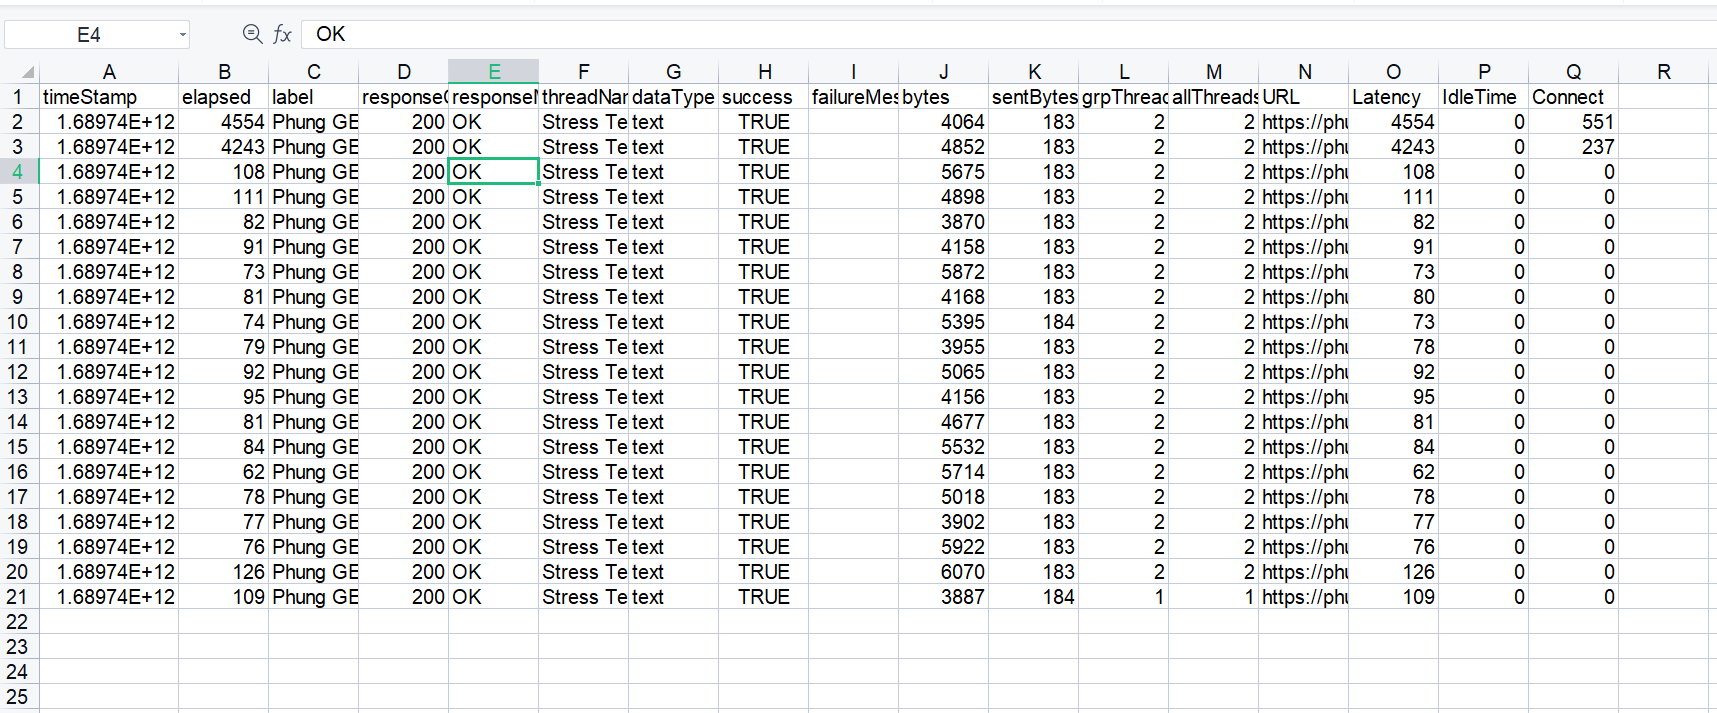 E4 fx OK
A B C D E F G H I J K L M N O P Q R
1 timeStamp elapsed label response responseM threadNar dataType success failureMes bytes sentBytes grpThread allThreads URL Latency IdleTime Connect
2 1.68974E+12 4554 Phung GE 200 OK Stress Te text TRUE 4064 183 2 2 https://phu 4554 0 551
3 1.68974E+12 4243 Phung GE 200 OK Stress Te text TRUE 4852 183 2 2 https://phu 4243 0 237
4 1.68974E+12 108 Phung GE 200 OK Stress Te text TRUE 5675 183 2 2 https://phu 108 0 0
5 1.68974E+12 111 Phung GE 200 OK Stress Te text TRUE 4898 183 2 2 https://phu 111 0 0
6 1.68974E+12 82 Phung GE 200 OK Stress Te text TRUE 3870 183 2 2 https://phu 82 0 0
7 1.68974E+12 91 Phung GE 200 OK Stress Te text TRUE 4158 183 2 2 https://phu 91 0 0
8 1.68974E+12 73 Phung GE 200 OK Stress Te text TRUE 5872 183 2 2 https://phu 73 0 0
9 1.68974E+12 81 Phung GE 200 OK Stress Te text TRUE 4168 183 2 2 https://phu 80 0 0
10 1.68974E+12 74 Phung GE 200 OK Stress Te text TRUE 5395 184 2 2 https://phu 73 0 0
11 1.68974E+12 79 Phung GE 200 OK Stress Te text TRUE 3955 183 2 2 https://phu 78 0 0
12 1.68974E+12 92 Phung GE 200 OK Stress Te text TRUE 5065 183 2 2 https://phu 92 0 0
13 1.68974E+12 95 Phung GE 200 OK Stress Te text TRUE 4156 183 2 2 https://phu 95 0 0
14 1.68974E+12 81 Phung GE 200 OK Stress Te text TRUE 4677 183 2 2 https://phu 81 0 0
15 1.68974E+12 84 Phung GE 200 OK Stress Te text TRUE 5532 183 2 2 https://phu 84 0 0
16 1.68974E+12 62 Phung GE 200 OK Stress Te text TRUE 5714 183 2 2 https://phu 62 0 0
17 1.68974E+12 78 Phung GE 200 OK Stress Te text TRUE 5018 183 2 2 https://phu 78 0 0
18 1.68974E+12 77 Phung GE 200 OK Stress Te text TRUE 3902 183 2 2 https://phu 77 0 0
19 1.68974E+12 76 Phung GE 200 OK Stress Te text TRUE 5922 183 2 2 https://phu 76 0 0
20 1.68974E+12 126 Phung GE 200 OK Stress Te text TRUE 6070 183 2 2 https://phu 126 0 0
21 1.68974E+12 109 Phung GE 200 OK Stress Te text TRUE 3887 184 1 1 https://phu 109 0 0
22
23
24
25